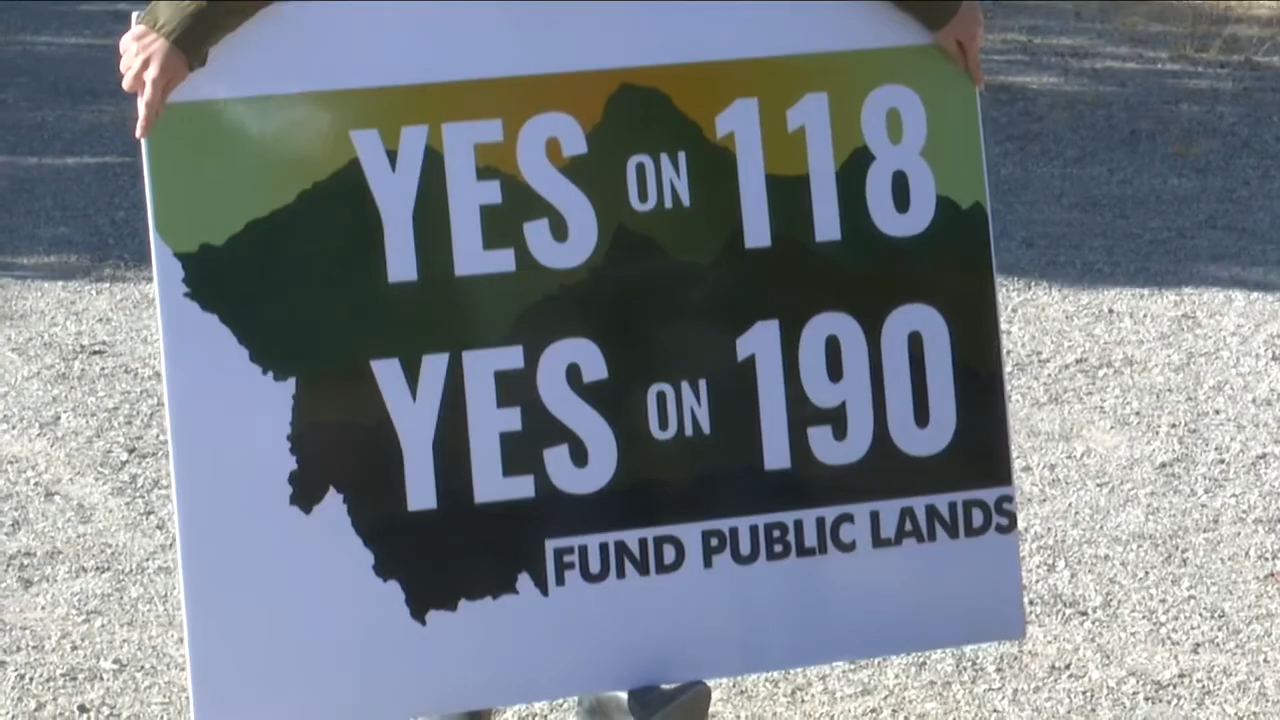 YES ON 118
YES ON 190
FUND PUBLIC LANDS